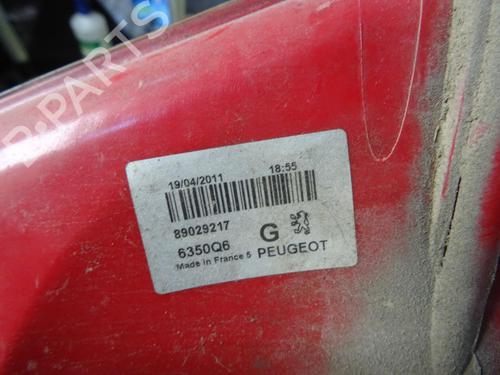 B-PARTS
19/04/2011 18:55
89029217
6350Q6 G
Made in France 5 PEUGEOT